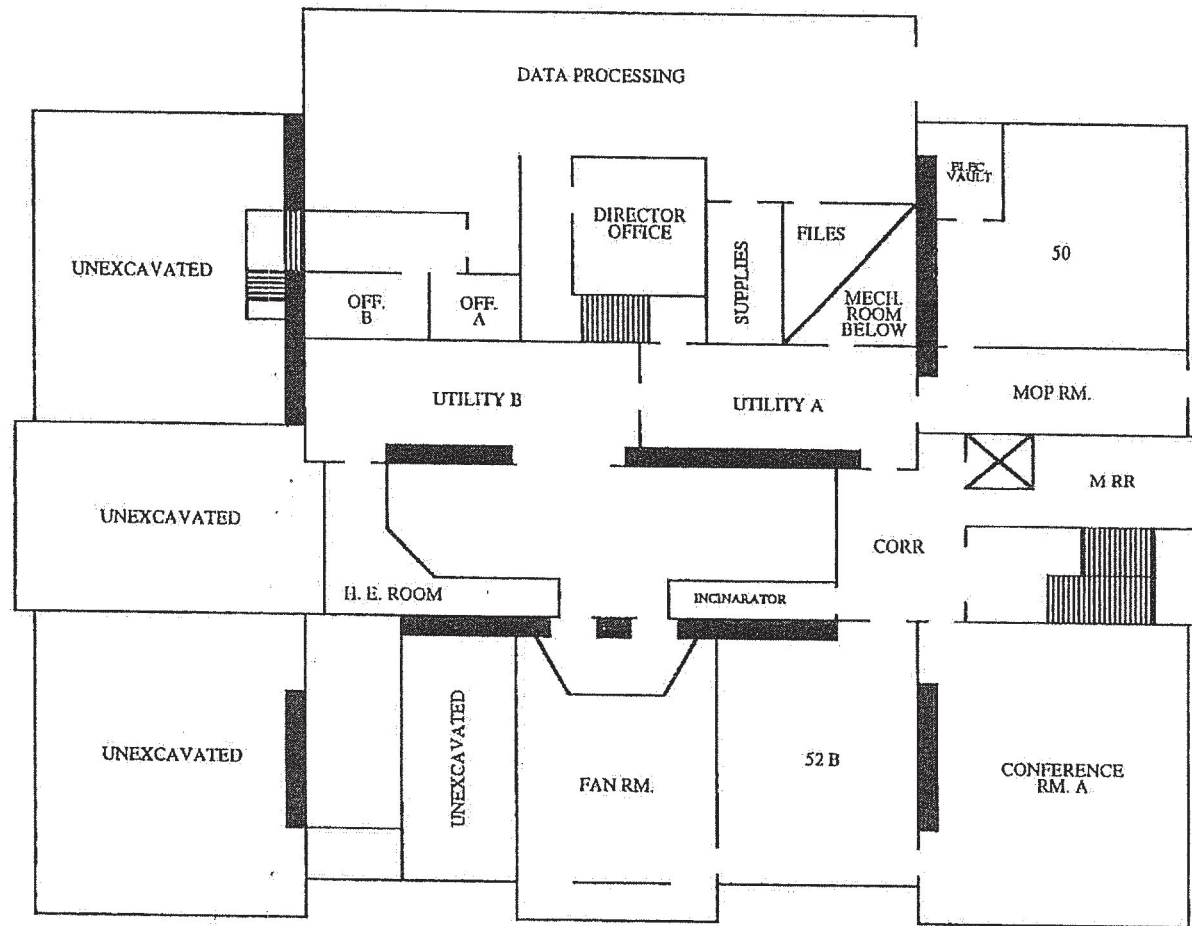 DATA PROCESSING
ELEC.
VAULT
DIRECTOR
OFFICE
FILES
UNEXCAVATED
50
SUPPLIES
OFF.
B
OFF.
A
MECH.
ROOM
BELOW
UTILITY B
UTILITY A
MOP RM.
M RR
UNEXCAVATED
CORR
H. E. ROOM
INCINARATOR
UNEXCAVATED
UNEXCAVATED
FAN RM.
52 B
CONFERENCE
RM. A